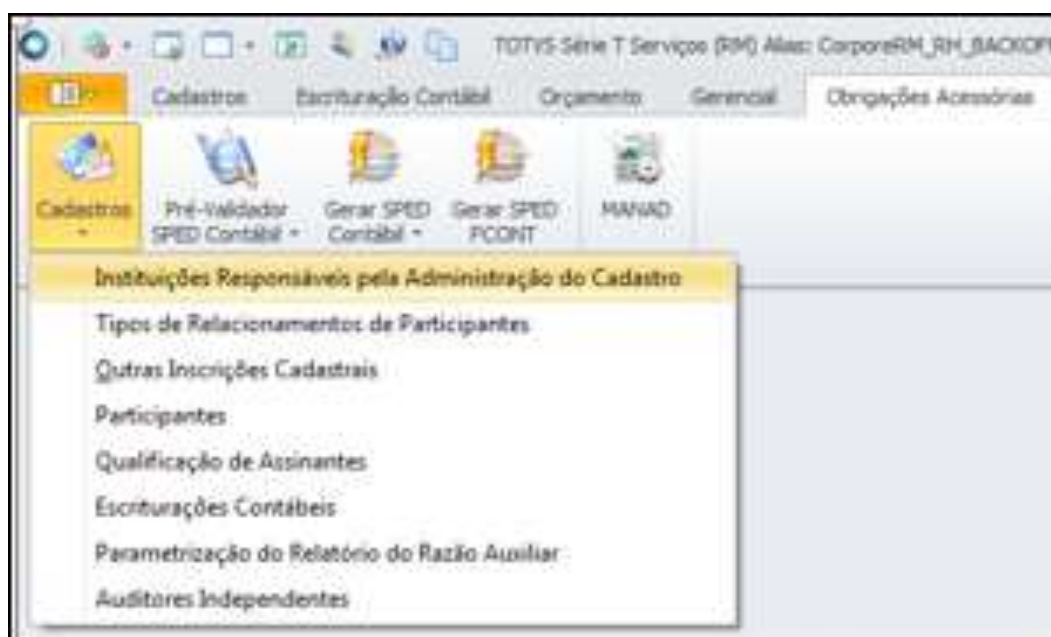 TOTVS Série T Serviços (RM) Alias: CorporeRM_RH_BACKOF
Cadastros Escrituração Contábil Orçamento Gerencial Obrigações Acessórias
Cadastros Pré-Validador Gerar SPED Gerar SPED MANAD
SPED Contábil Contábil FCONT
Instituições Responsáveis pela Administração do Cadastro
Tipos de Relacionamentos de Participantes
Outras Inscrições Cadastrais
Participantes
Qualificação de Assinantes
Escriturações Contábeis
Parametrização do Relatório do Razão Auxiliar
Auditores Independentes